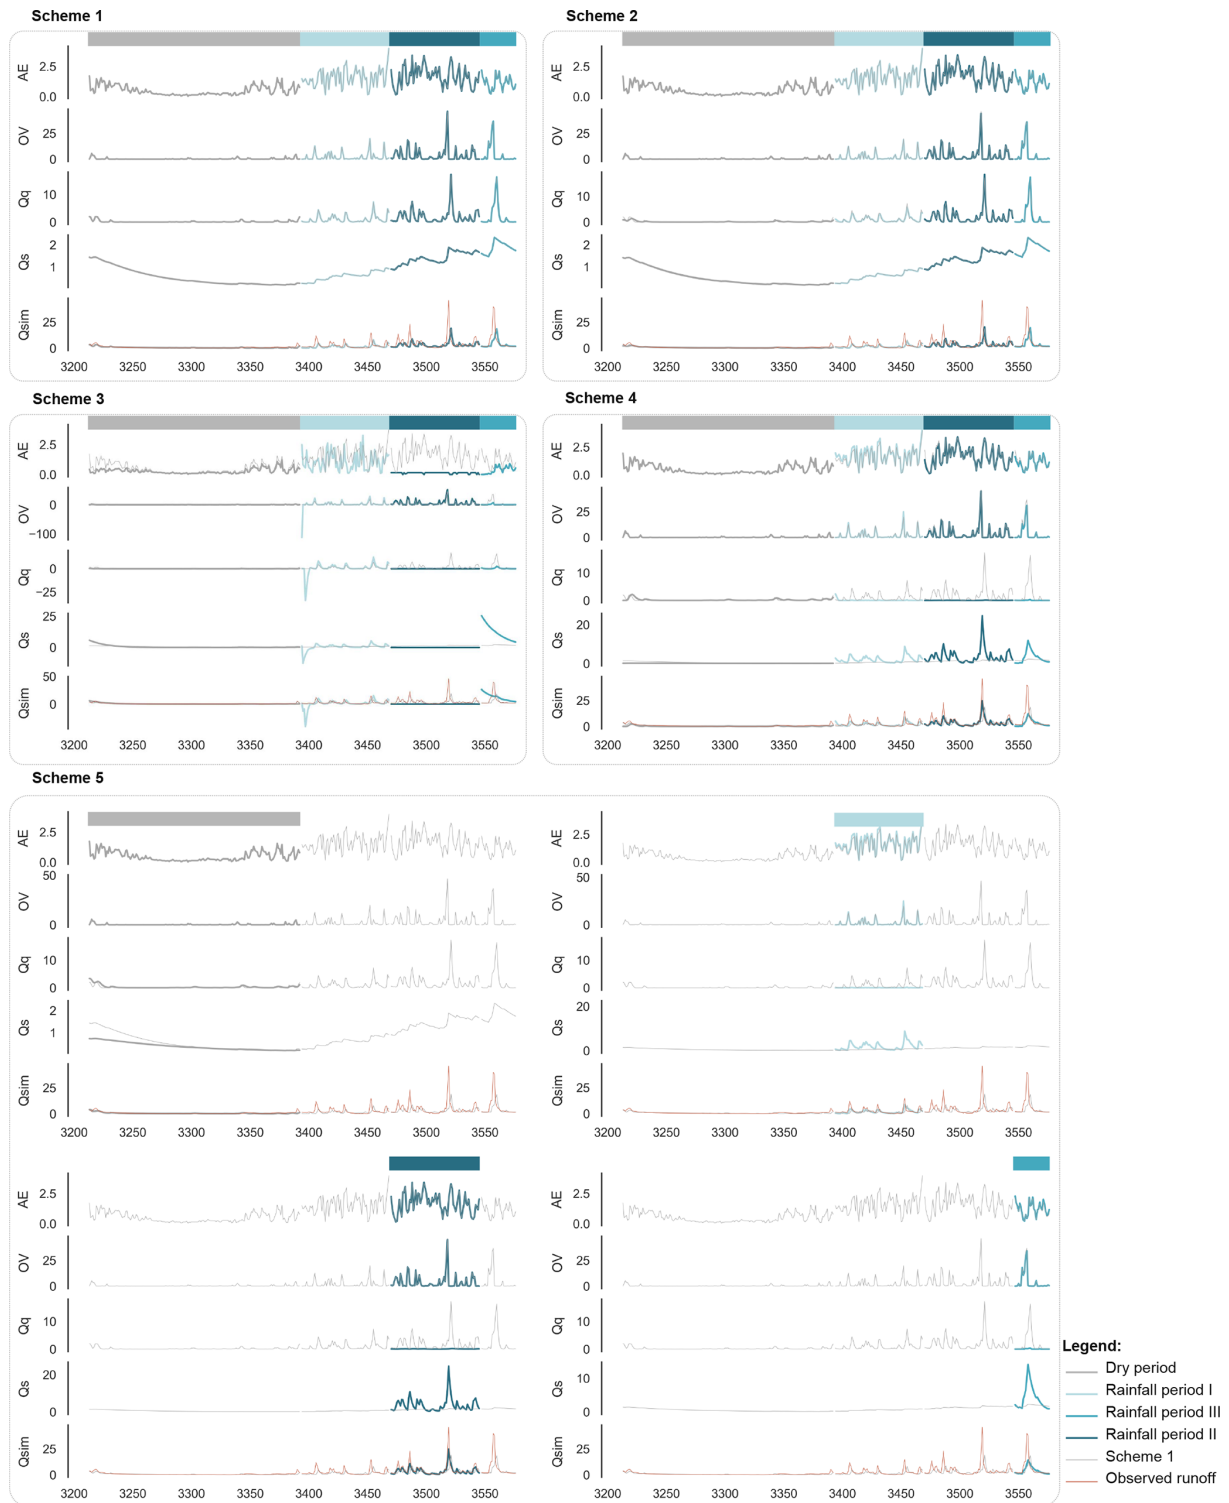 Scheme 1
AE
2.5
0.0
OV
25
0
Qq
10
0
Qs
2
1
Qsim
25
0
3200 3250 3300 3350 3400 3450 3500 3550
Scheme 2
AE
2.5
0.0
OV
25
0
Qq
10
0
Qs
2
1
Qsim
25
0
3200 3250 3300 3350 3400 3450 3500 3550
Scheme 3
AE
2.5
0.0
OV
0
−100
Qq
0
−25
Qs
25
0
Qsim
50
0
3200 3250 3300 3350 3400 3450 3500 3550
Scheme 4
AE
2.5
0.0
OV
25
0
Qq
10
0
Qs
20
0
Qsim
25
0
3200 3250 3300 3350 3400 3450 3500 3550
Scheme 5
AE
2.5
0.0
OV
50
0
Qq
10
0
Qs
2
1
Qsim
25
0
3200 3250 3300 3350 3400 3450 3500 3550
AE
2.5
0.0
OV
50
0
Qq
10
0
Qs
20
0
Qsim
25
0
3200 3250 3300 3350 3400 3450 3500 3550
AE
2.5
0.0
OV
25
0
Qq
10
0
Qs
20
0
Qsim
25
0
3200 3250 3300 3350 3400 3450 3500 3550
AE
2.5
0.0
OV
25
0
Qq
10
0
Qs
10
0
Qsim
25
0
3200 3250 3300 3350 3400 3450 3500 3550
Legend:
Dry period
Rainfall period I
Rainfall period III
Rainfall period II
Scheme 1
Observed runoff